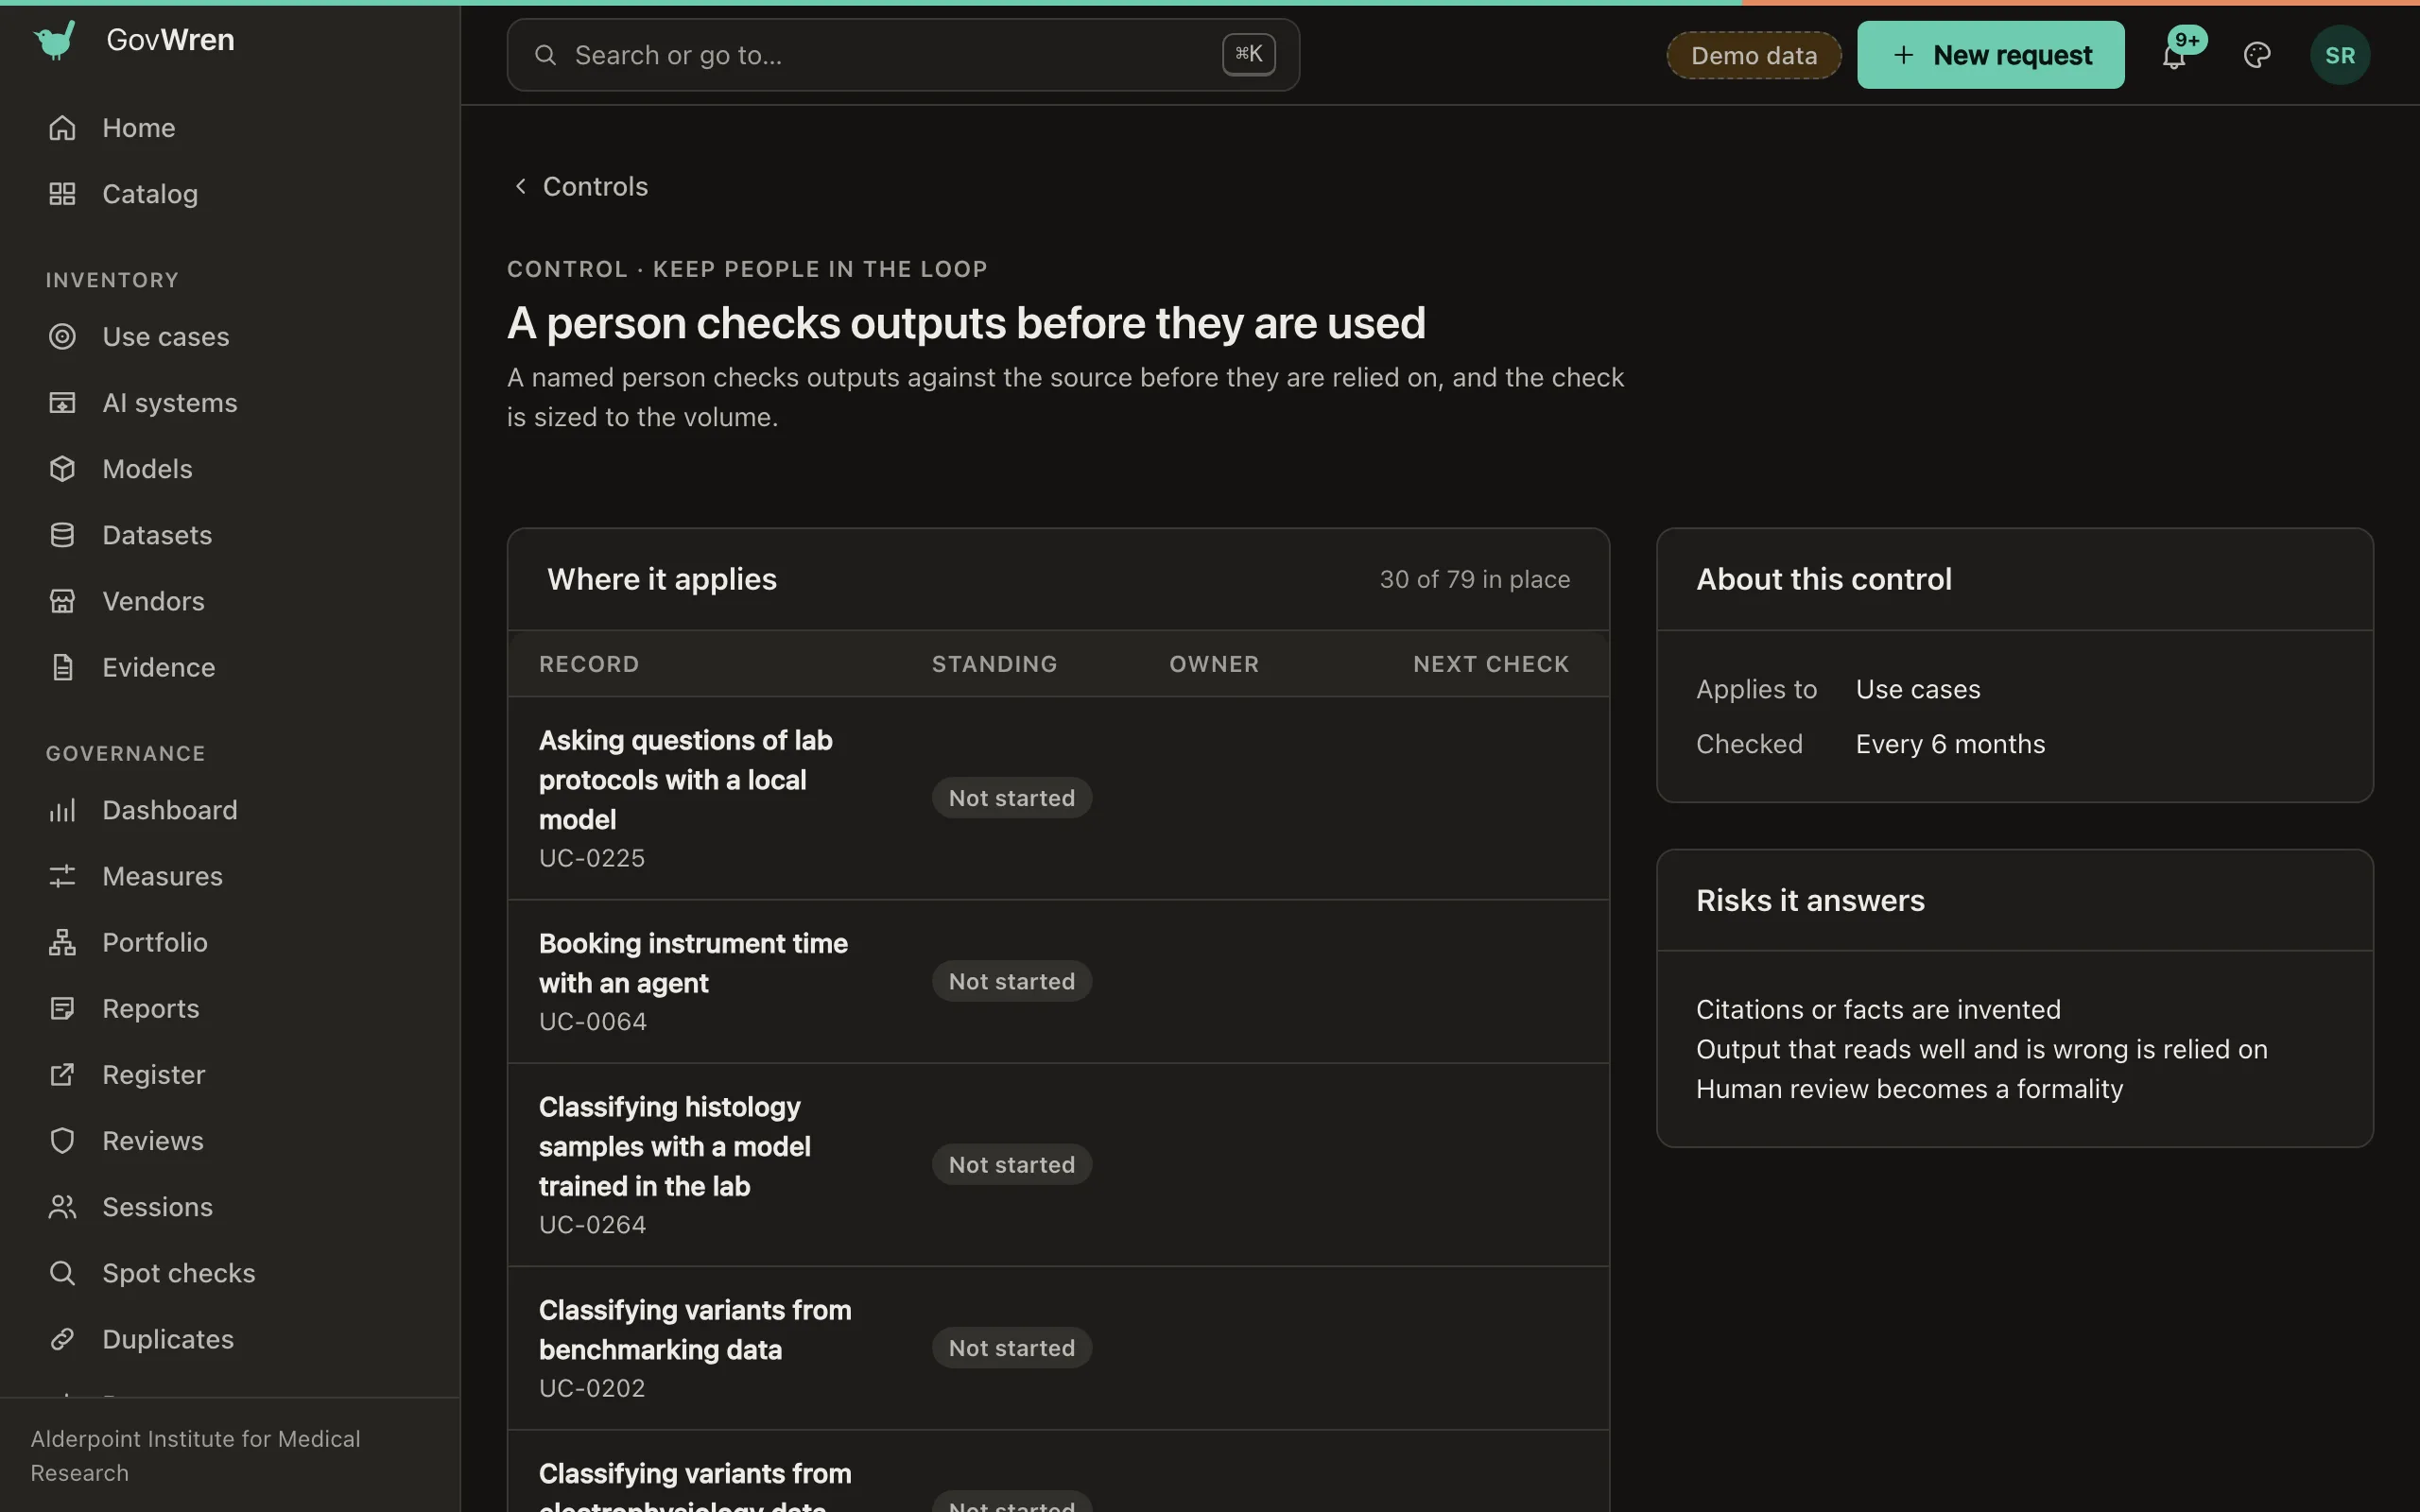 GovWren
Search or go to...
⌘K
Demo data
+ New request
9+
SR
Home
Catalog
INVENTORY
Use cases
AI systems
Models
Datasets
Vendors
Evidence
GOVERNANCE
Dashboard
Measures
Portfolio
Reports
Register
Reviews
Sessions
Spot checks
Duplicates
Alderpoint Institute for Medical
Research
Controls
CONTROL · KEEP PEOPLE IN THE LOOP
A person checks outputs before they are used
A named person checks outputs against the source before they are relied on, and the check
is sized to the volume.
Where it applies
30 of 79 in place
RECORD STANDING OWNER NEXT CHECK
Asking questions of lab
protocols with a local
model
UC-0225
Not started
Booking instrument time
with an agent
UC-0064
Not started
Classifying histology
samples with a model
trained in the lab
UC-0264
Not started
Classifying variants from
benchmarking data
UC-0202
Not started
Classifying variants from
electrophysiology data
Not started
About this control
Applies to Use cases
Checked Every 6 months
Risks it answers
Citations or facts are invented
Output that reads well and is wrong is relied on
Human review becomes a formality